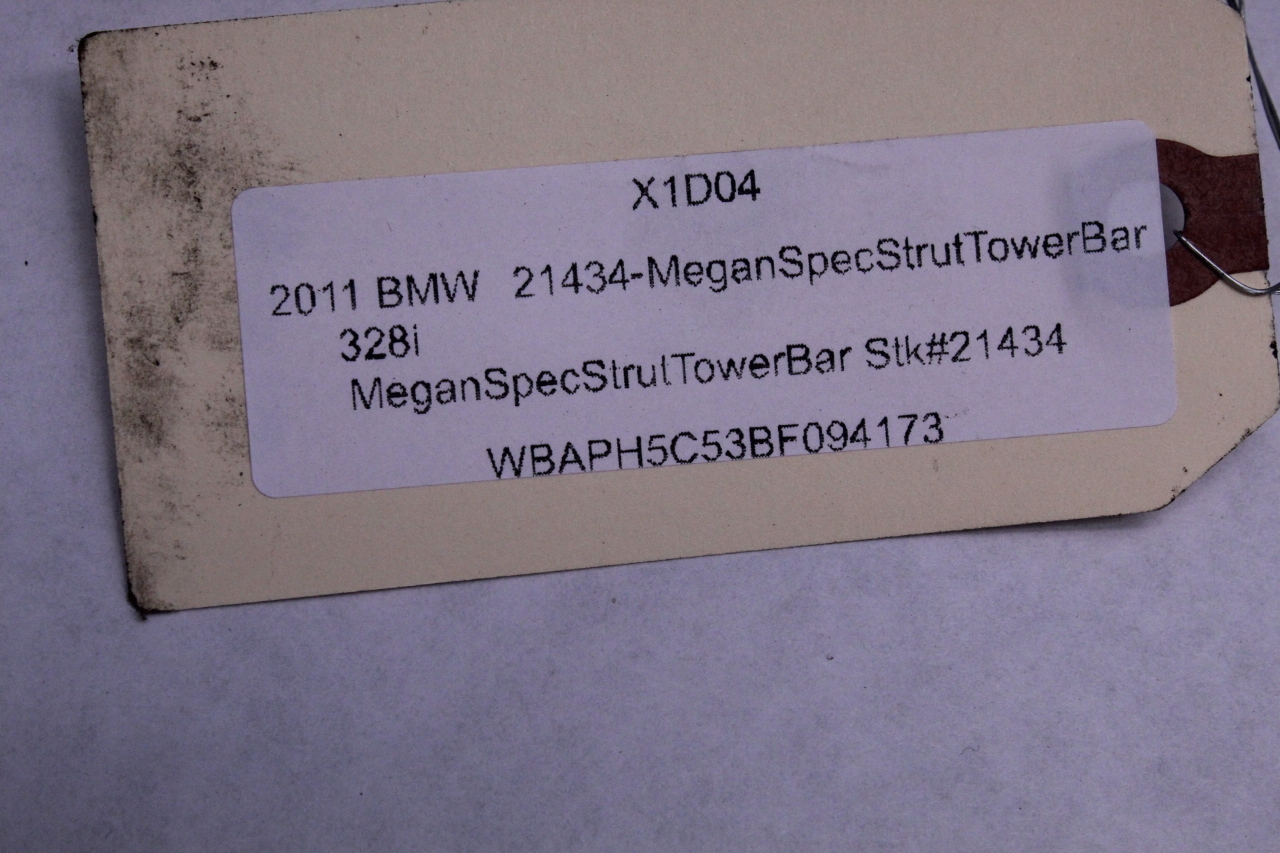 X1D04
2011 BMW 21434-MeganSpecStrutTowerBar
328i
MeganSpecStrutTowerBar Stk#21434
WBAPH5C53BF094173